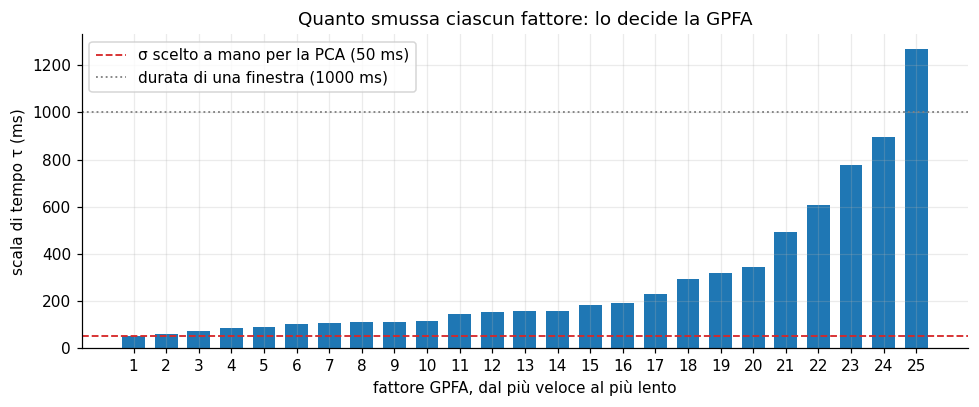 Quanto smussa ciascun fattore: lo decide la GPFA
σ scelto a mano per la PCA (50 ms)
durata di una finestra (1000 ms)
scala di tempo τ (ms)
1200
1000
800
600
400
200
0
1 2 3 4 5 6 7 8 9 10 11 12 13 14 15 16 17 18 19 20 21 22 23 24 25
fattore GPFA, dal più veloce al più lento